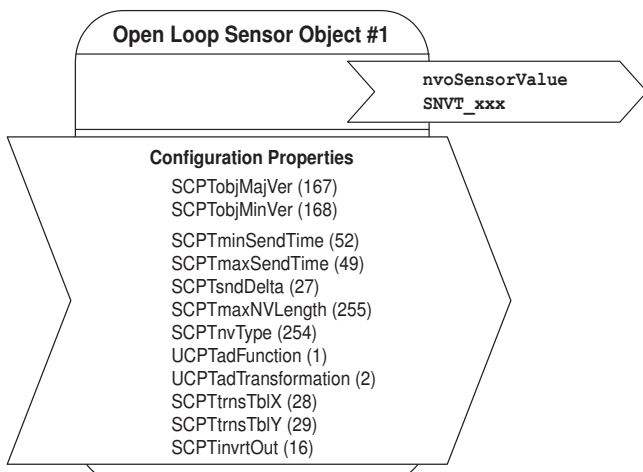 Open Loop Sensor Object #1
nvoSensorValue
SNVT_xxx
Configuration Properties
SCPTobjMajVer (167)
SCPTobjMinVer (168)
SCPTminSendTime (52)
SCPTmaxSendTime (49)
SCPTsndDelta (27)
SCPTmaxNVLength (255)
SCPTnvType (254)
UCPTadFunction (1)
UCPTadTransformation (2)
SCPTtrnsTblX (28)
SCPTtrnsTblY (29)
SCPTinvrtOut (16)